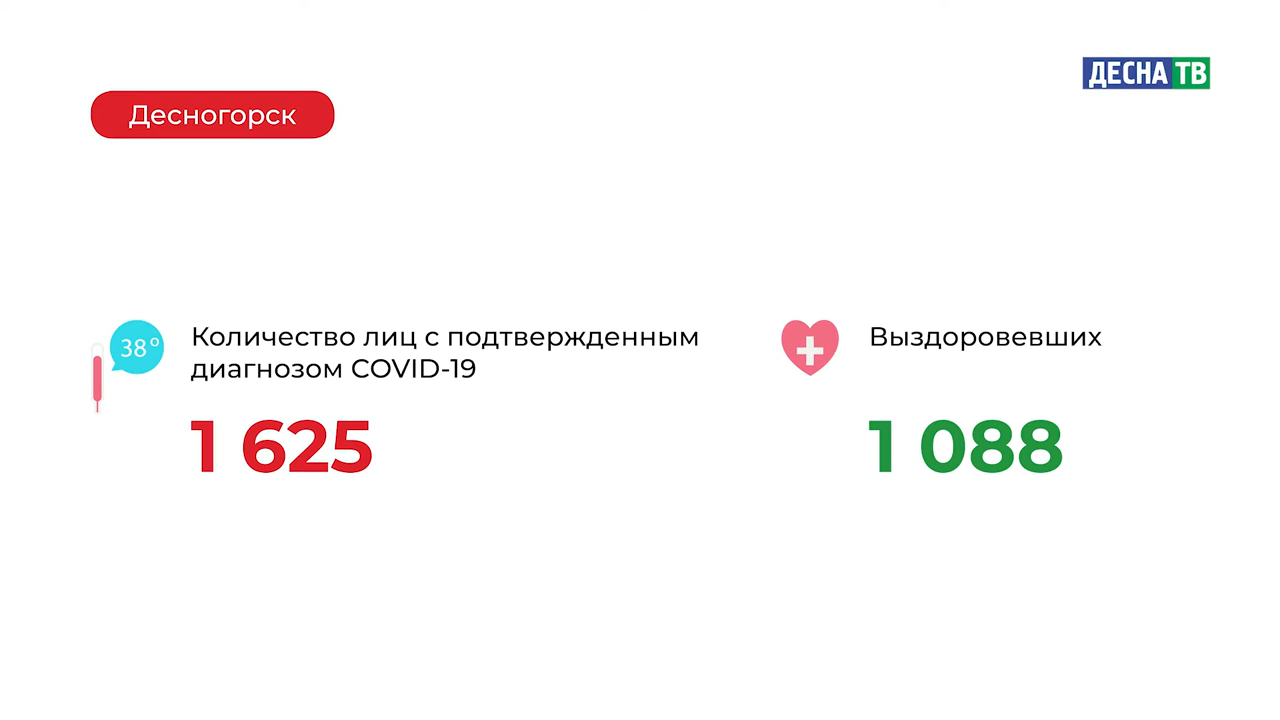 ДЕСНА ТВ
Десногорск
38°
Количество лиц с подтвержденным
диагнозом COVID-19
1 625
Выздоровевших
1 088